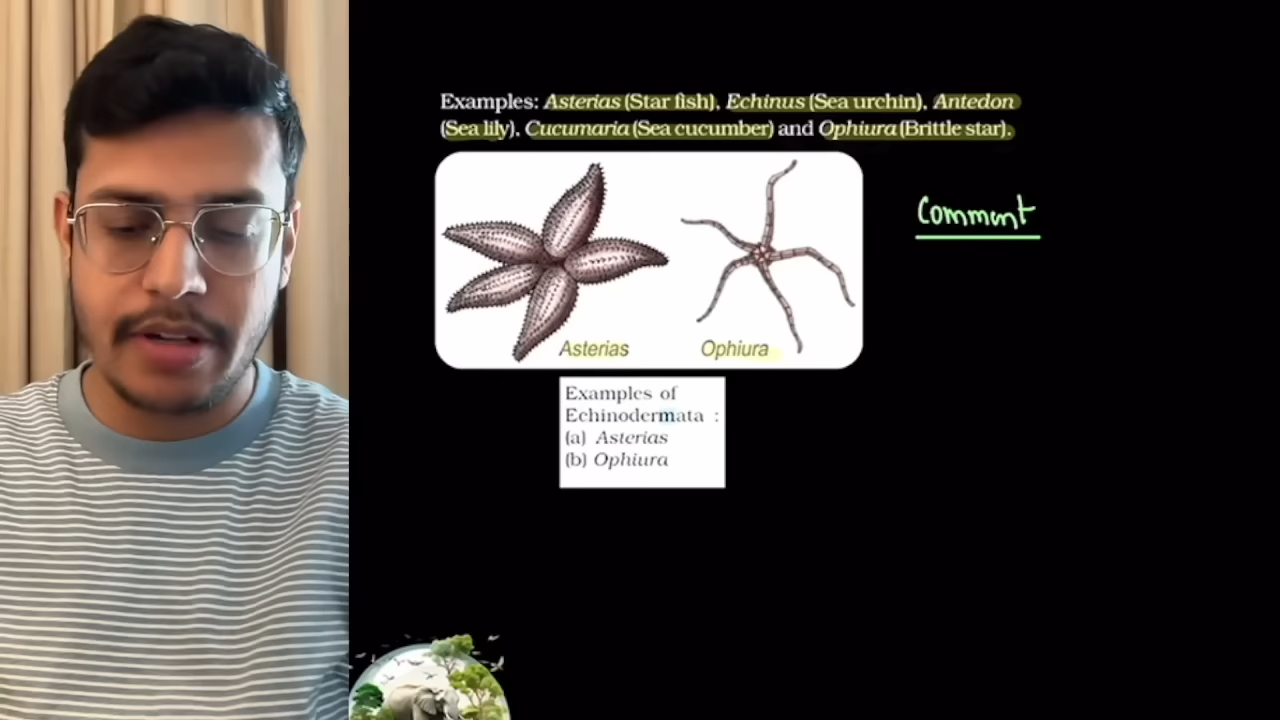 Examples: Asterias (Star fish), Echinus (Sea urchin), Antedon
(Sea lily), Cucumaria (Sea cucumber) and Ophiura (Brittle star).
Comment
Asterias
Ophiura
Examples of
Echinodermata :
(a) Asterias
(b) Ophiura